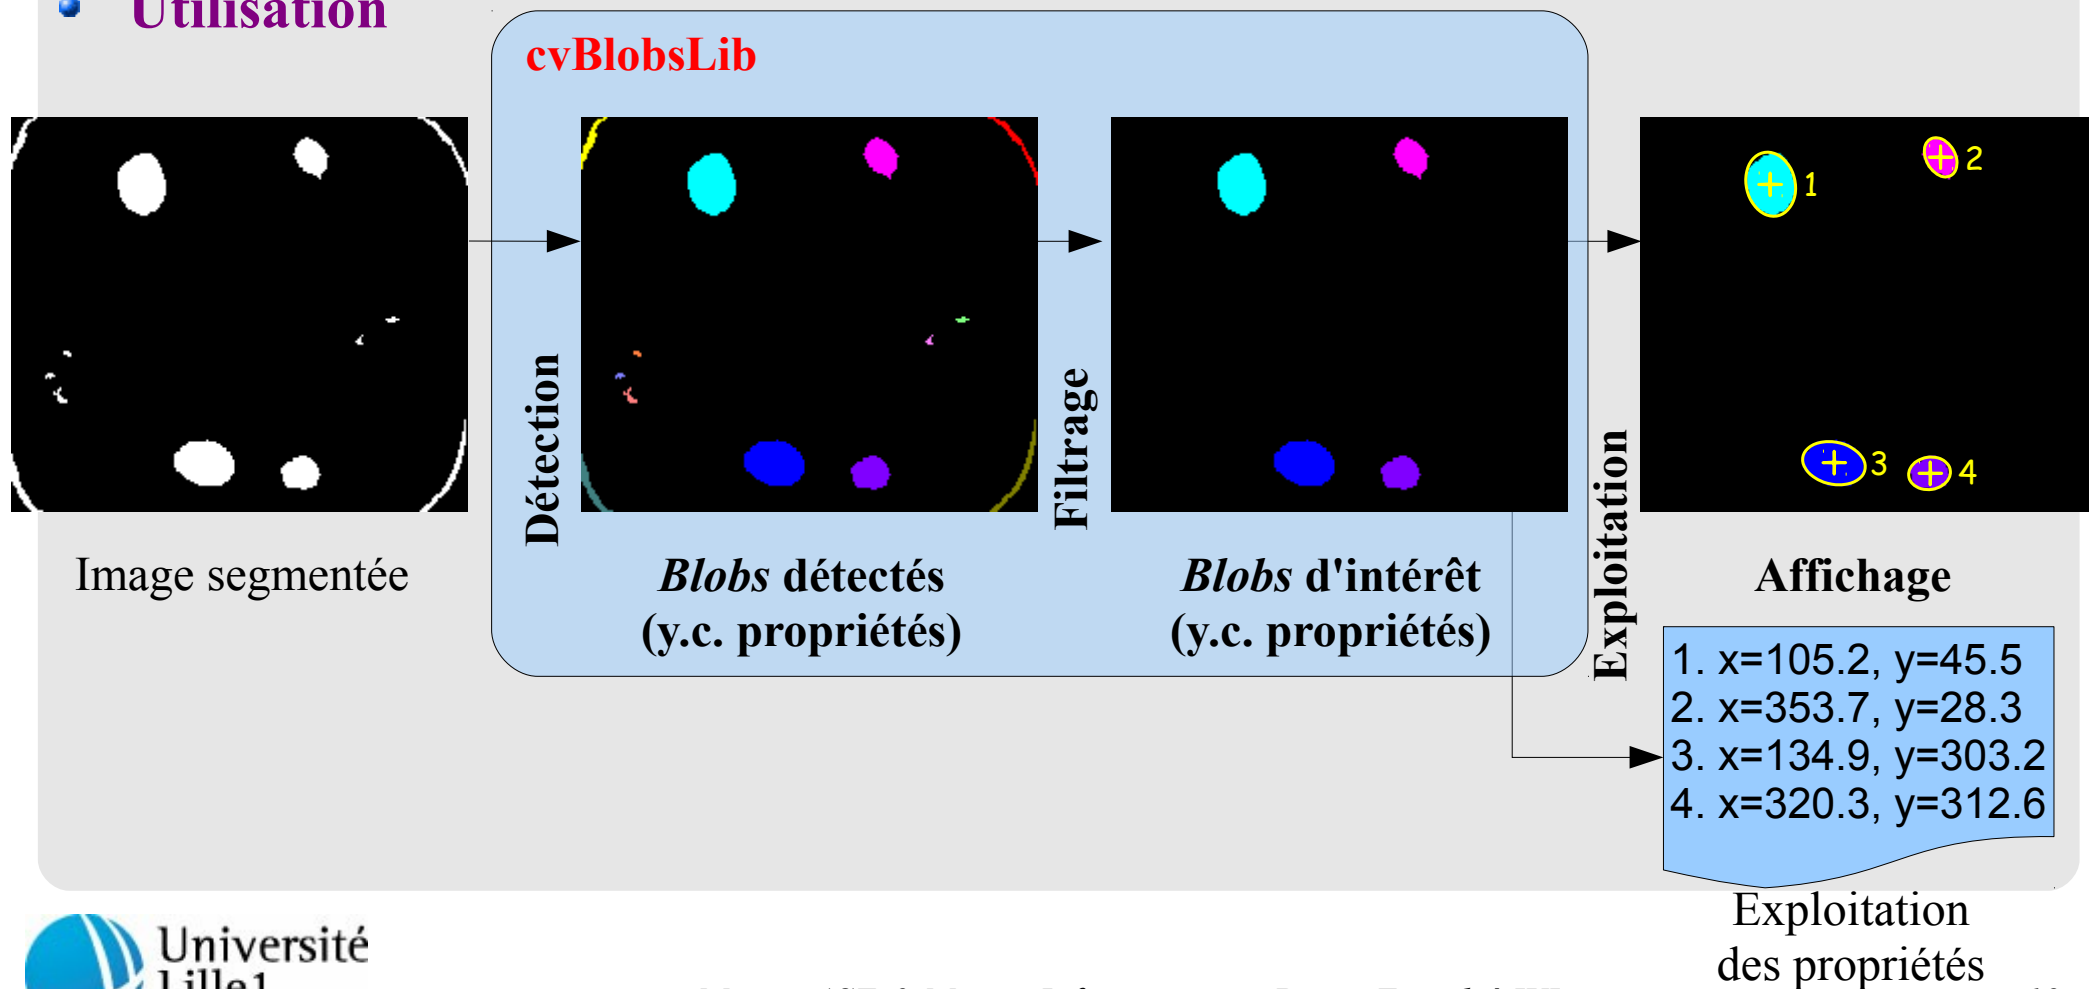 Utilisation
cvBlobsLib
1
2
3
4
Détection
Filtrage
Exploitation
Image segmentée
Blobs détectés
(y.c. propriétés)
Blobs d'intérêt
(y.c. propriétés)
Affichage
1. x=105.2, y=45.5
2. x=353.7, y=28.3
3. x=134.9, y=303.2
4. x=320.3, y=312.6
Exploitation
des propriétés
Université
Lille1